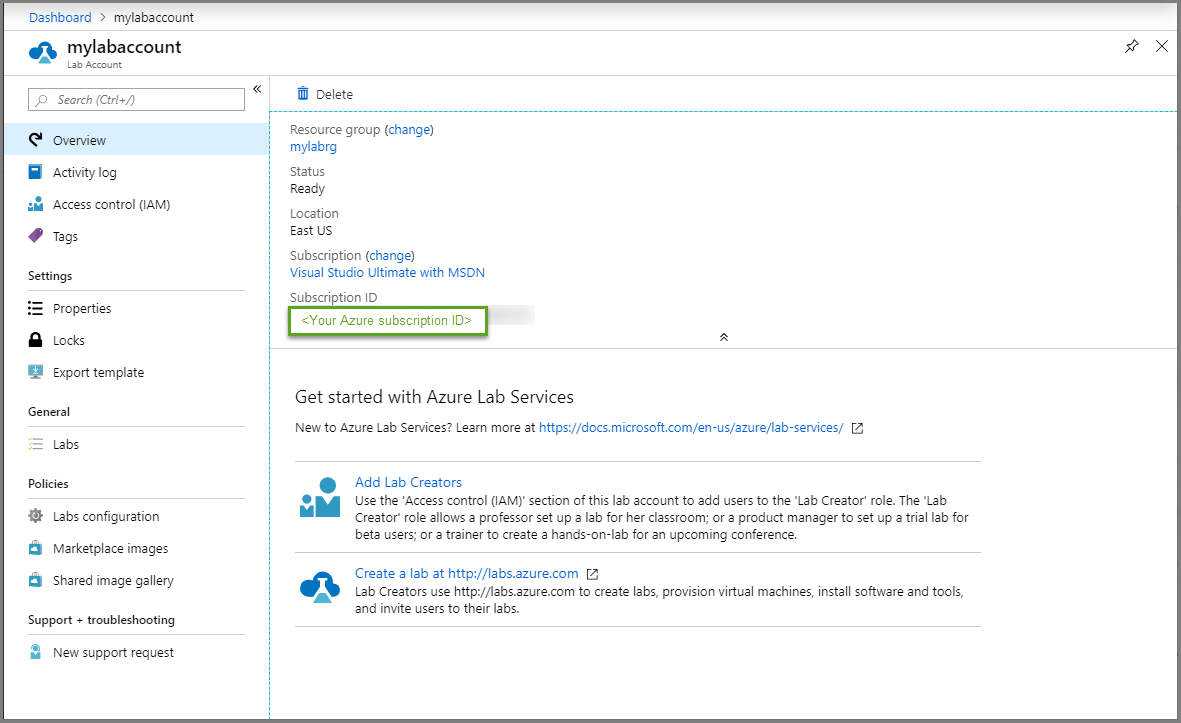 Dashboard > mylabaccount
mylabaccount
Lab Account
Search (Ctrl+/)
Overview
Activity log
Access control (IAM)
Tags
Settings
Properties
Locks
Export template
General
Labs
Policies
Labs configuration
Marketplace images
Shared image gallery
Support + troubleshooting
New support request
Delete
Resource group (change)
mylabrg
Status
Ready
Location
East US
Subscription (change)
Visual Studio Ultimate with MSDN
Subscription ID
<Your Azure subscription ID>
Get started with Azure Lab Services
New to Azure Lab Services? Learn more at https://docs.microsoft.com/en-us/azure/lab-services/
Add Lab Creators
Use the 'Access control (IAM)' section of this lab account to add users to the 'Lab Creator' role. The 'Lab
Creator' role allows a professor set up a lab for her classroom; or a product manager to set up a trial lab for
beta users; or a trainer to create a hands-on-lab for an upcoming conference.
Create a lab at http://labs.azure.com
Lab Creators use http://labs.azure.com to create labs, provision virtual machines, install software and tools,
and invite users to their labs.